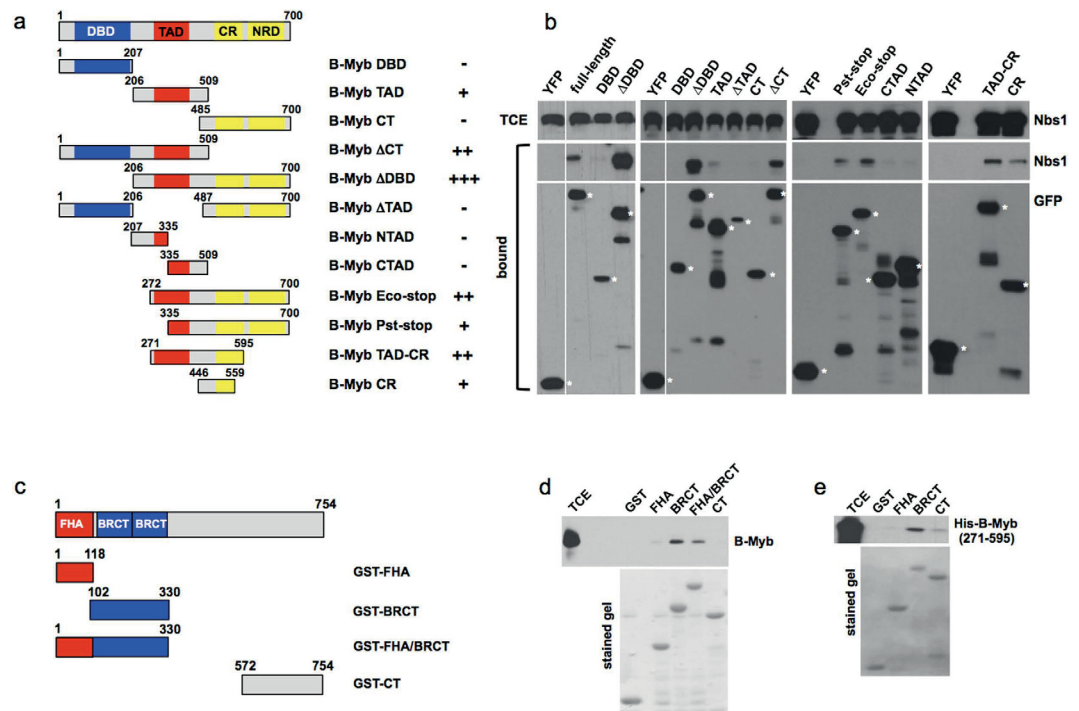 a
1 700
DBD TAD CR NRD
1 207
B-Myb DBD -
206 509
B-Myb TAD +
485 700
B-Myb CT -
509
B-Myb ΔCT ++
206 700
B-Myb ΔDBD +++
206 487 700
B-Myb ΔTAD -
207 335
B-Myb NTAD -
335 509
B-Myb CTAD -
272 700
B-Myb Eco-stop ++
335 700
B-Myb Pst-stop +
271 595
B-Myb TAD-CR ++
446 559
B-Myb CR +
b
YFP full-length DBD ΔDBD
YFP DBD ΔDBD TAD ΔTAD CT ΔCT
YFP Pst-stop Eco-stop CTAD NTAD
YFP TAD-CR CR
TCE Nbs1
Nbs1
GFP
bound
c
1 754
FHA BRCT BRCT
1 118
GST-FHA
102 330
GST-BRCT
1 330
GST-FHA/BRCT
572 754
GST-CT
d
TCE GST FHA BRCT FHA/BRCT CT
B-Myb
stained gel
e
TCE GST FHA BRCT CT
His-B-Myb
(271-595)
stained gel